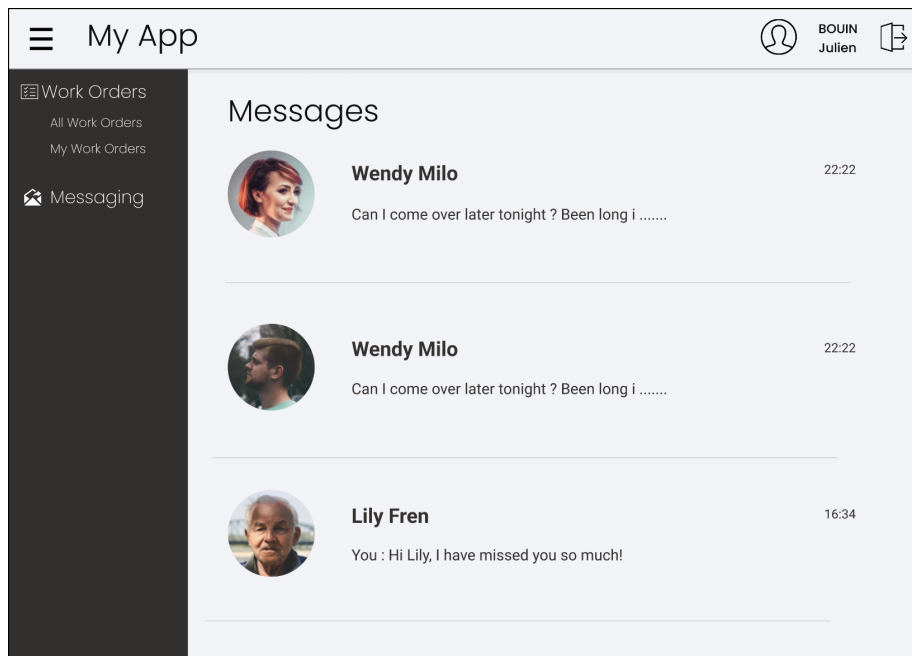 My App
BOUIN
Julien
Work Orders
All Work Orders
My Work Orders
Messaging
Messages
Wendy Milo
22:22
Can I come over later tonight ? Been long i .......
Wendy Milo
22:22
Can I come over later tonight ? Been long i .......
Lily Fren
16:34
You : Hi Lily, I have missed you so much!